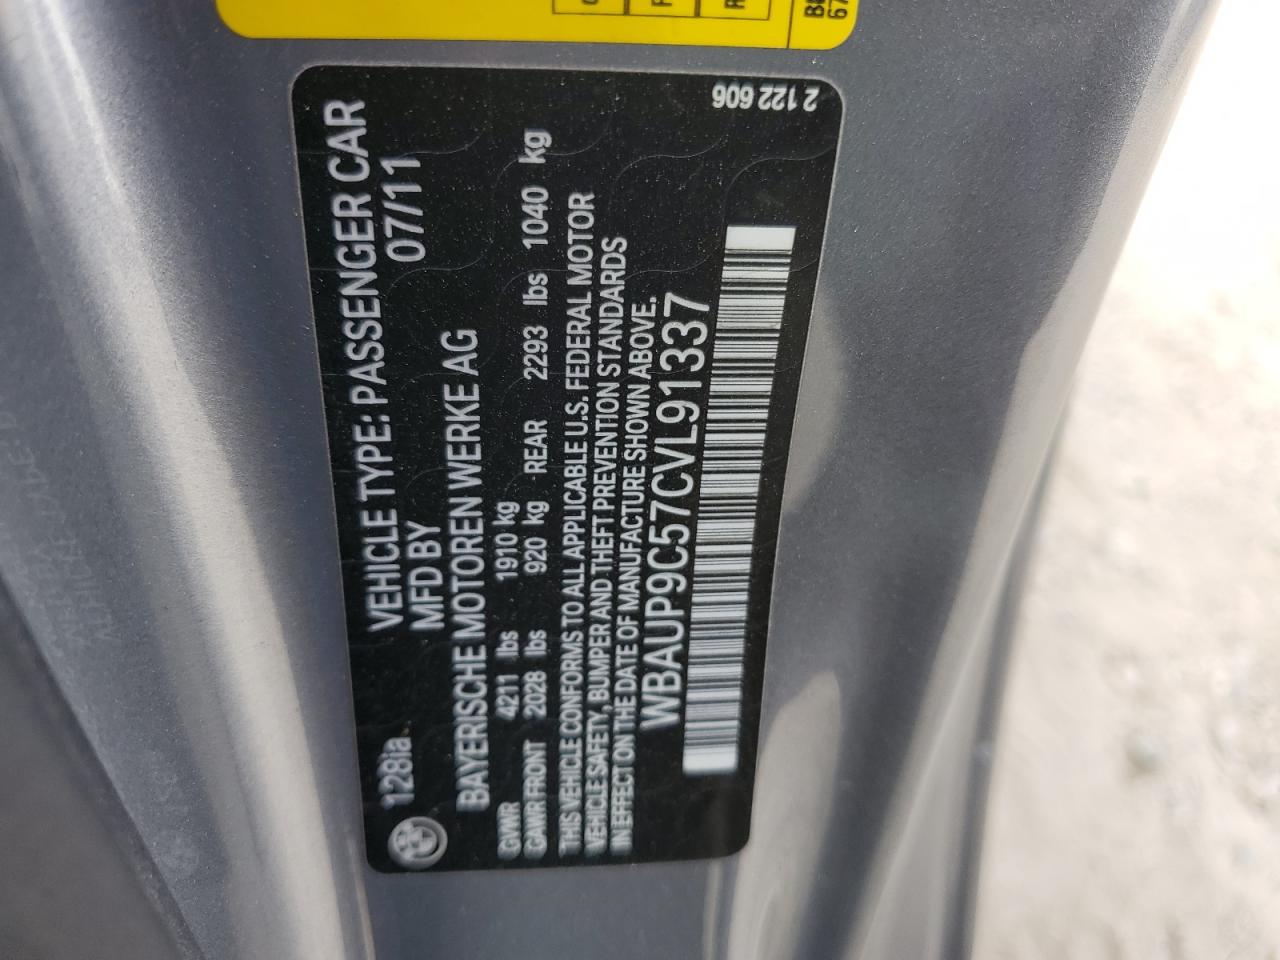 VEHICLE TYPE: PASSENGER CAR
128ia MFD BY 07/11
BAYERISCHE MOTOREN WERKE AG
GVWR 4211 lbs 1910 kg
GAWR FRONT 2028 lbs 920 kg REAR 2293 lbs 1040 kg
THIS VEHICLE CONFORMS TO ALL APPLICABLE U.S. FEDERAL MOTOR
VEHICLE SAFETY, BUMPER AND THEFT PREVENTION STANDARDS
IN EFFECT ON THE DATE OF MANUFACTURE SHOWN ABOVE.
WBAUP9C57CVL91337
2 122 606